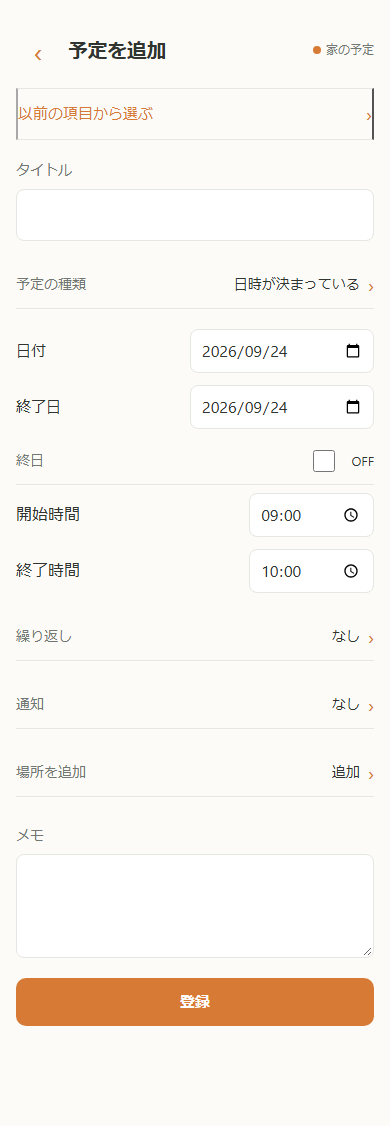 ‹ 予定を追加 家の予定
以前の項目から選ぶ ›
タイトル
予定の種類 日時が決まっている ›
日付 2026/09/24
終了日 2026/09/24
終日 OFF
開始時間 09:00
終了時間 10:00
繰り返し なし ›
通知 なし ›
場所を追加 追加 ›
メモ
登録